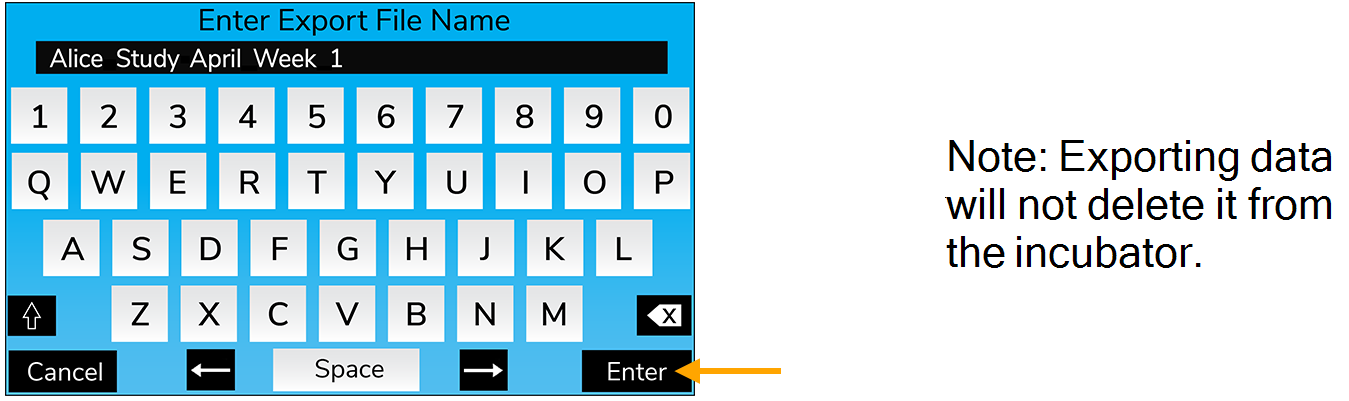 Enter Export File Name
Alice Study April Week 1
1 2 3 4 5 6 7 8 9 0
Q W E R T Y U I O P
A S D F G H J K L
Z X C V B N M X
Cancel Space Enter
Note: Exporting data
will not delete it from
the incubator.